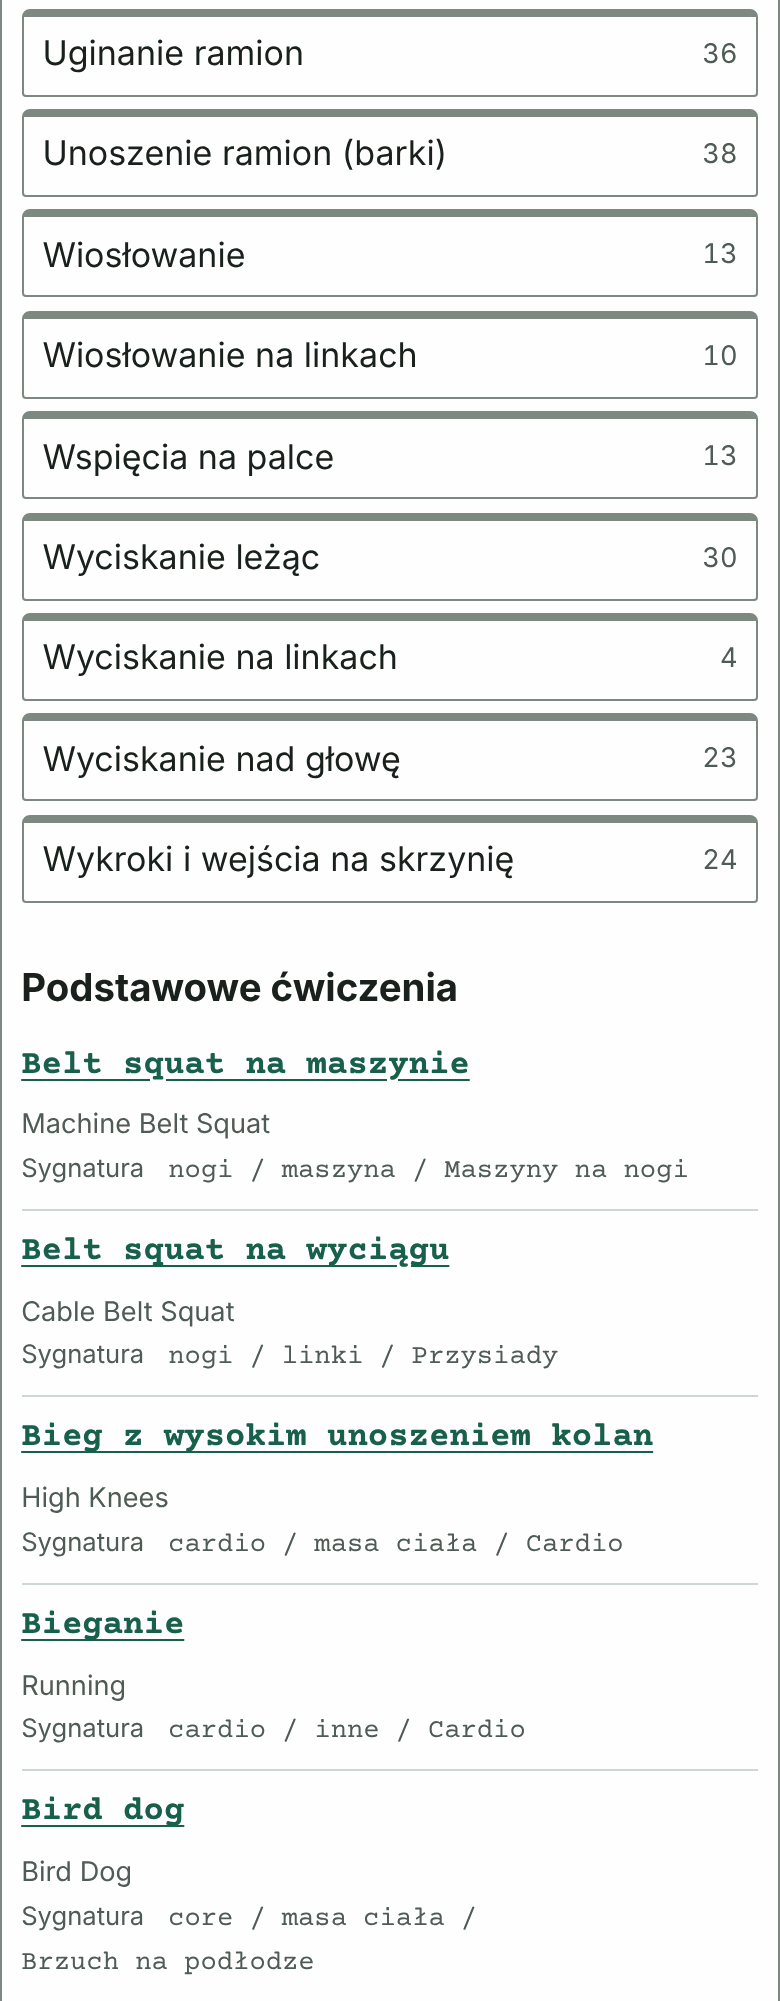 Uginanie ramion 36
Unoszenie ramion (barki) 38
Wiosłowanie 13
Wiosłowanie na linkach 10
Wspięcia na palce 13
Wyciskanie leżąc 30
Wyciskanie na linkach 4
Wyciskanie nad głowę 23
Wykroki i wejścia na skrzynię 24
Podstawowe ćwiczenia
Belt squat na maszynie
Machine Belt Squat
Sygnatura nogi / maszyna / Maszyny na nogi
Belt squat na wyciągu
Cable Belt Squat
Sygnatura nogi / linki / Przysiady
Bieg z wysokim unoszeniem kolan
High Knees
Sygnatura cardio / masa ciała / Cardio
Bieganie
Running
Sygnatura cardio / inne / Cardio
Bird dog
Bird Dog
Sygnatura core / masa ciała /
Brzuch na podłodze